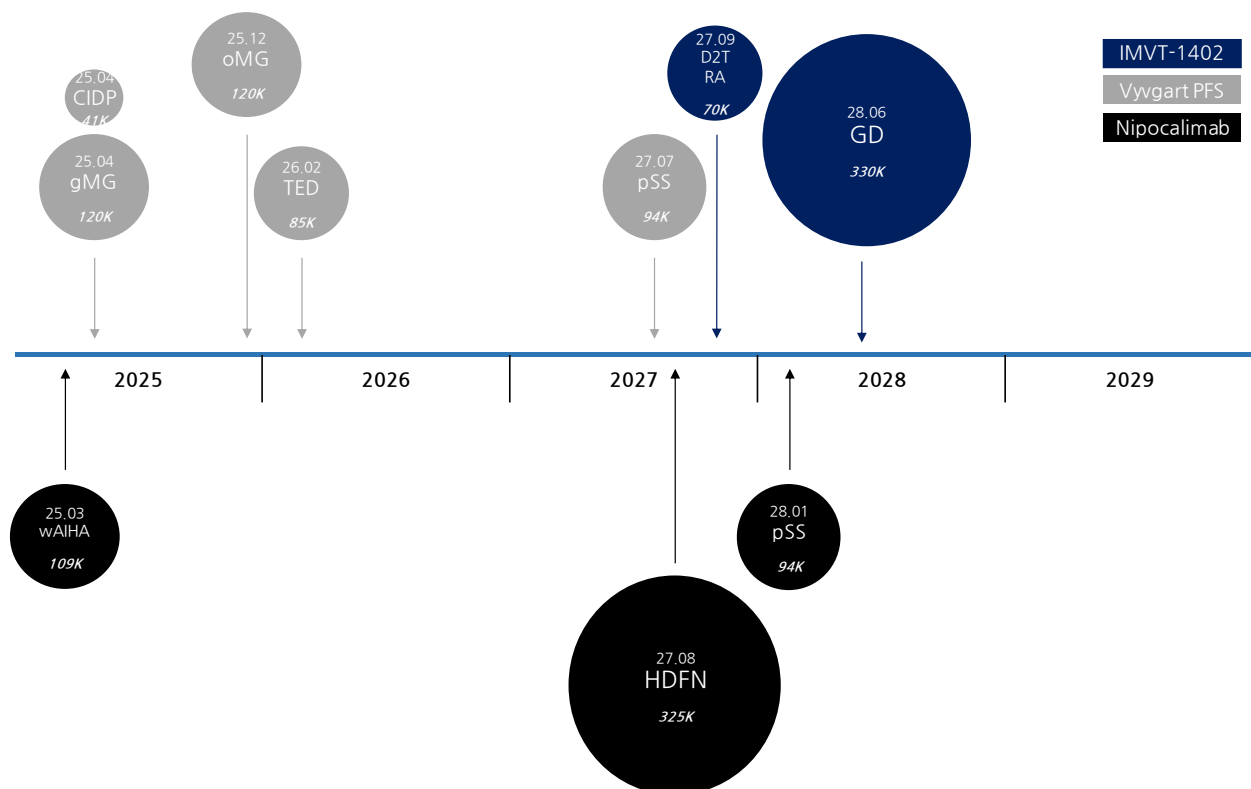 25.04
CIDP
41K
25.04
gMG
120K
25.12
oMG
120K
26.02
TED
85K
27.07
pSS
94K
27.09
D2T
RA
70K
28.06
GD
330K
IMVT-1402
Vyvgart PFS
Nipocalimab
2025
2026
2027
2028
2029
25.03
wAIHA
109K
27.08
HDFN
325K
28.01
pSS
94K